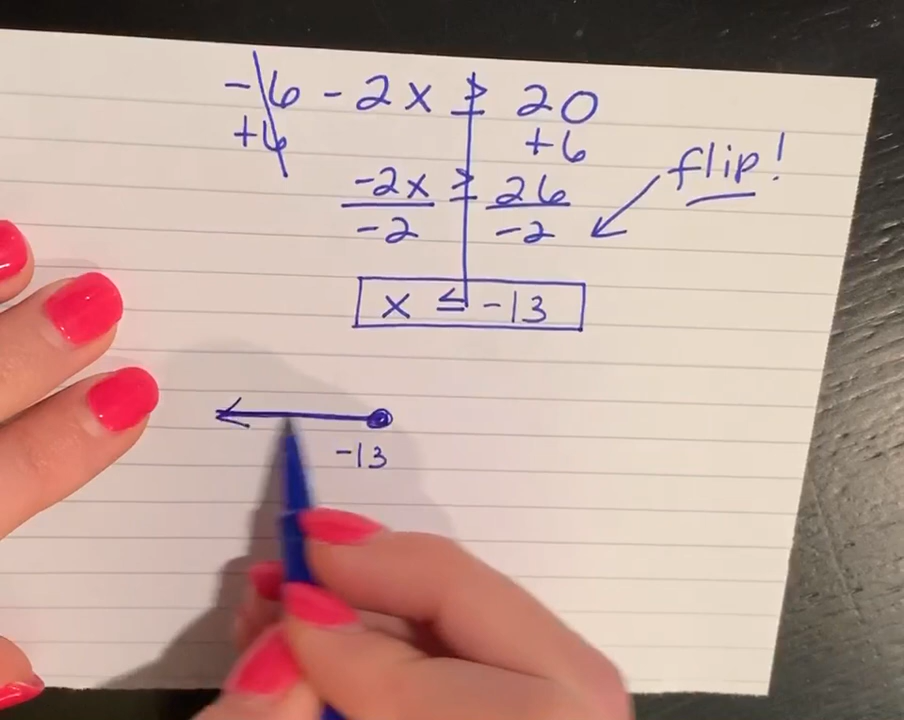 -6 - 2x ≥ 20
+6 +6
flip!
-2x ≥ 26
-2 -2
x ≤ -13
-13